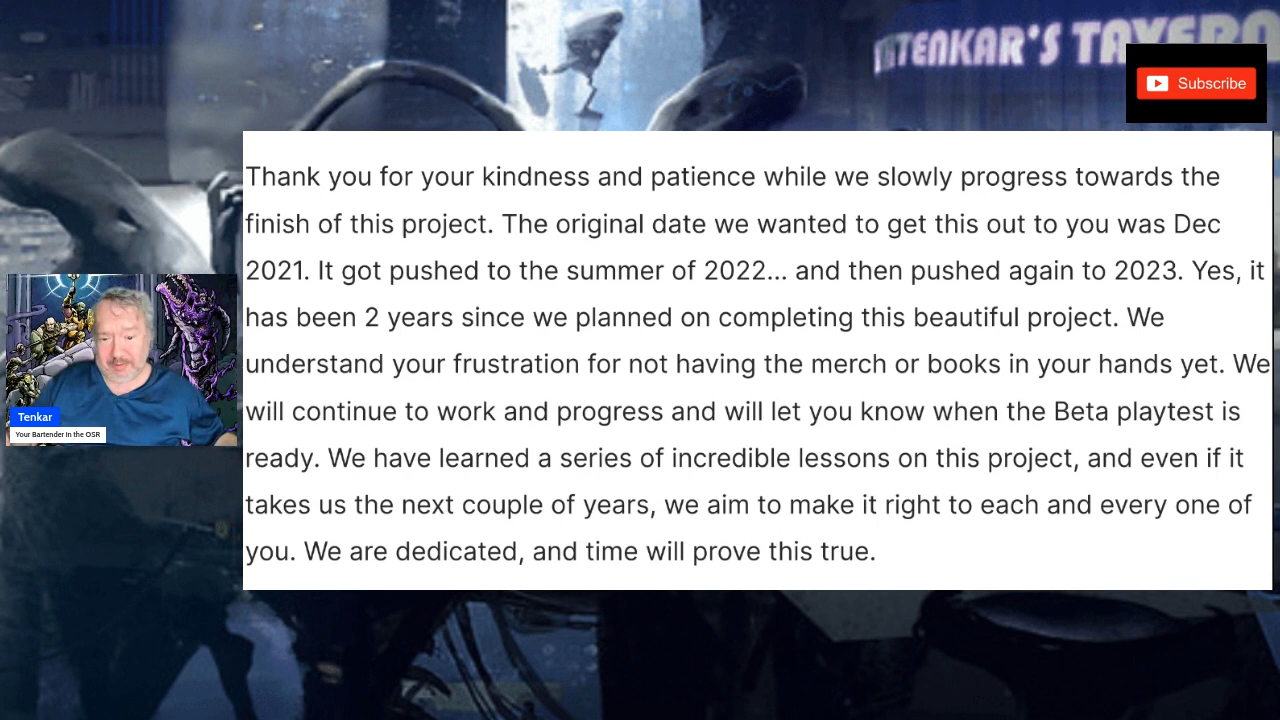 TENKAR'S TAVERN
Subscribe
Thank you for your kindness and patience while we slowly progress towards the
finish of this project. The original date we wanted to get this out to you was Dec
2021. It got pushed to the summer of 2022... and then pushed again to 2023. Yes, it
has been 2 years since we planned on completing this beautiful project. We
understand your frustration for not having the merch or books in your hands yet. We
will continue to work and progress and will let you know when the Beta playtest is
ready. We have learned a series of incredible lessons on this project, and even if it
takes us the next couple of years, we aim to make it right to each and every one of
you. We are dedicated, and time will prove this true.
Tenkar
Your Bartender in the OSR